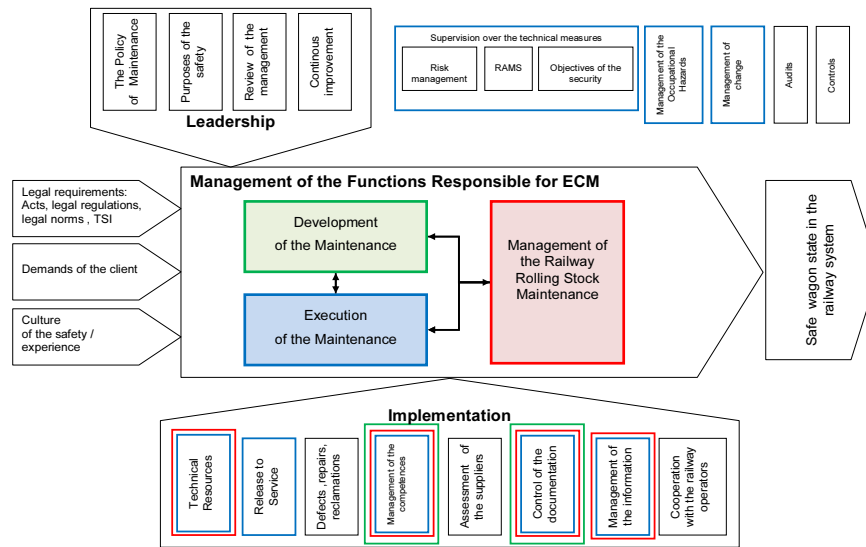 The Policy
of Maintenance
Purposes of the
safety
Review of the
management
Continous
improvement
Leadership
Supervision over the technical measures
Risk
management
RAMS
Objectives of the
security
Management of the
Occupational
Hazards
Management of
change
Audits
Controls
Legal requirements:
Acts, legal regulations,
legal norms , TSI
Demands of the client
Culture
of the safety /
experience
Management of the Functions Responsible for ECM
Development
of the Maintenance
Execution
of the Maintenance
Management of
the Railway
Rolling Stock
Maintenance
Safe wagon state in the
railway system
Implementation
Technical
Resources
Release to
Service
Defects ,repairs,
reclamations
Management of the
competences
Assessment of
the suppliers
Control of the
documentation
Management of
the information
Cooperation
with the railway
operators